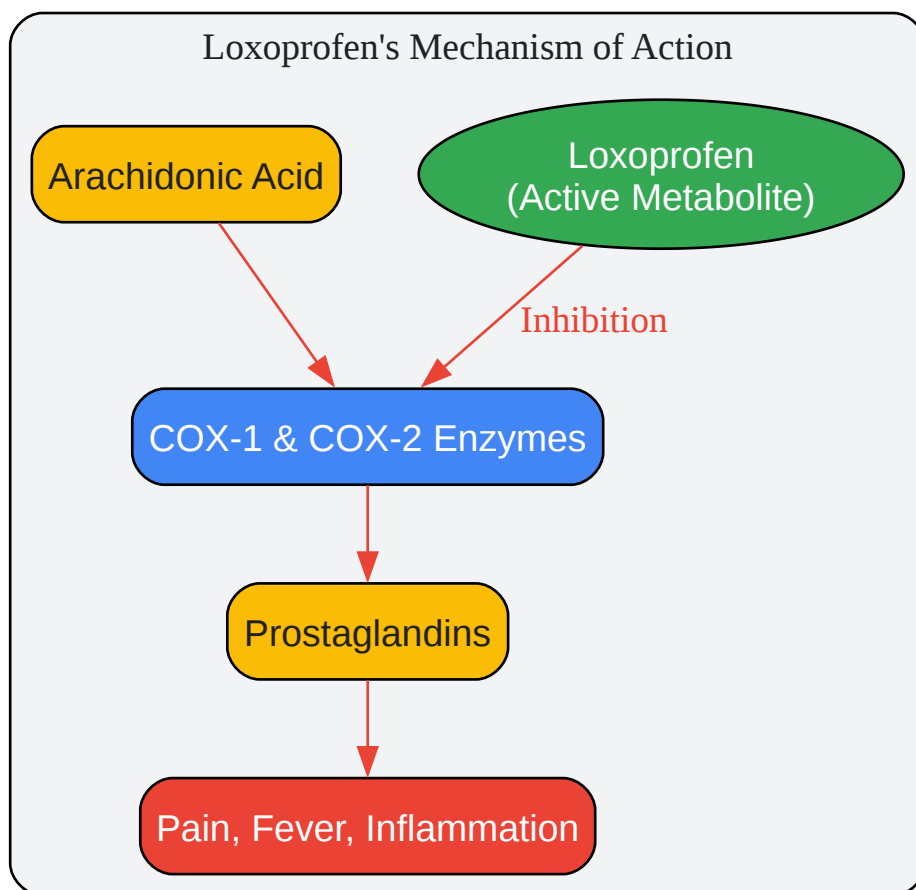 Loxoprofen's Mechanism of Action
Arachidonic Acid
Loxoprofen
(Active Metabolite)
Inhibition
COX-1 & COX-2 Enzymes
Prostaglandins
Pain, Fever, Inflammation